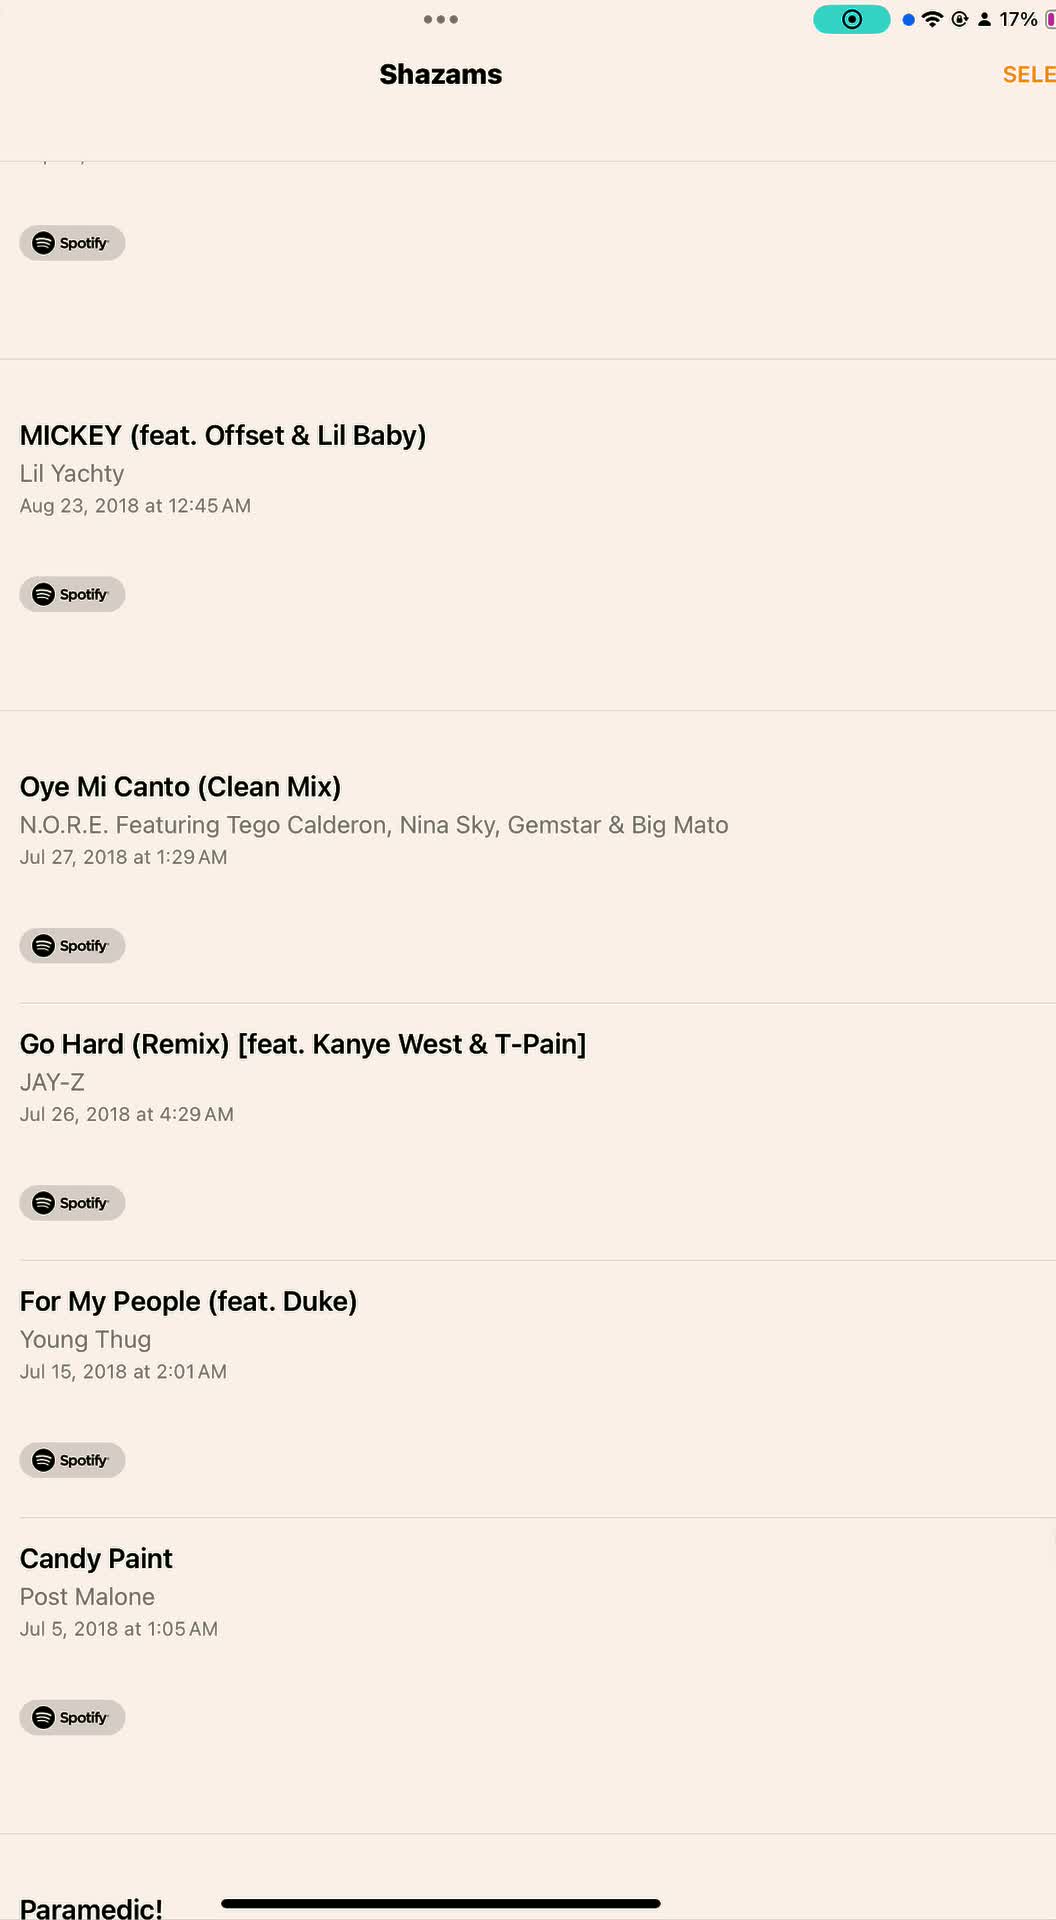 17%
Shazams
SELE
Spotify
MICKEY (feat. Offset & Lil Baby)
Lil Yachty
Aug 23, 2018 at 12:45 AM
Spotify
Oye Mi Canto (Clean Mix)
N.O.R.E. Featuring Tego Calderon, Nina Sky, Gemstar & Big Mato
Jul 27, 2018 at 1:29 AM
Spotify
Go Hard (Remix) [feat. Kanye West & T-Pain]
JAY-Z
Jul 26, 2018 at 4:29 AM
Spotify
For My People (feat. Duke)
Young Thug
Jul 15, 2018 at 2:01 AM
Spotify
Candy Paint
Post Malone
Jul 5, 2018 at 1:05 AM
Spotify
Paramedic!